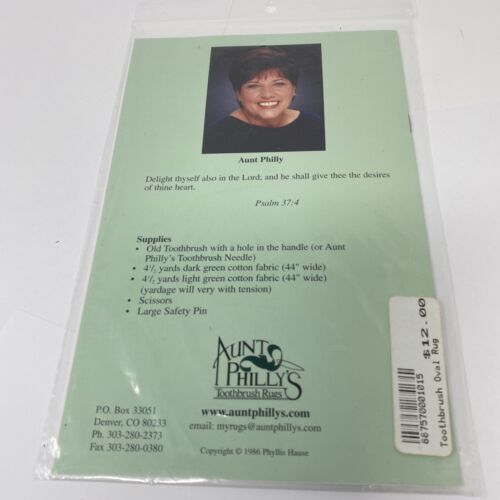 Aunt Philly
Delight thyself also in the Lord; and he shall give thee the desires
of thine heart.
Psalm 37:4
Supplies
• Old Toothbrush with a hole in the handle (or Aunt
Philly's Toothbrush Needle)
• 4½ yards dark green cotton fabric (44" wide)
• 4½ yards light green cotton fabric (44" wide)
(yardage will very with tension)
• Scissors
• Large Safety Pin
AUNT
PHILLY'S
Toothbrush Rugs
P.O. Box 33051
Denver, CO 80233
Ph. 303-280-2373
Fax 303-280-0380
www.auntphillys.com
email: myrugs@auntphillys.com
Copyright © 1986 Phyllis Hause
$12.00
887570001015
Toothbrush Oval Rug